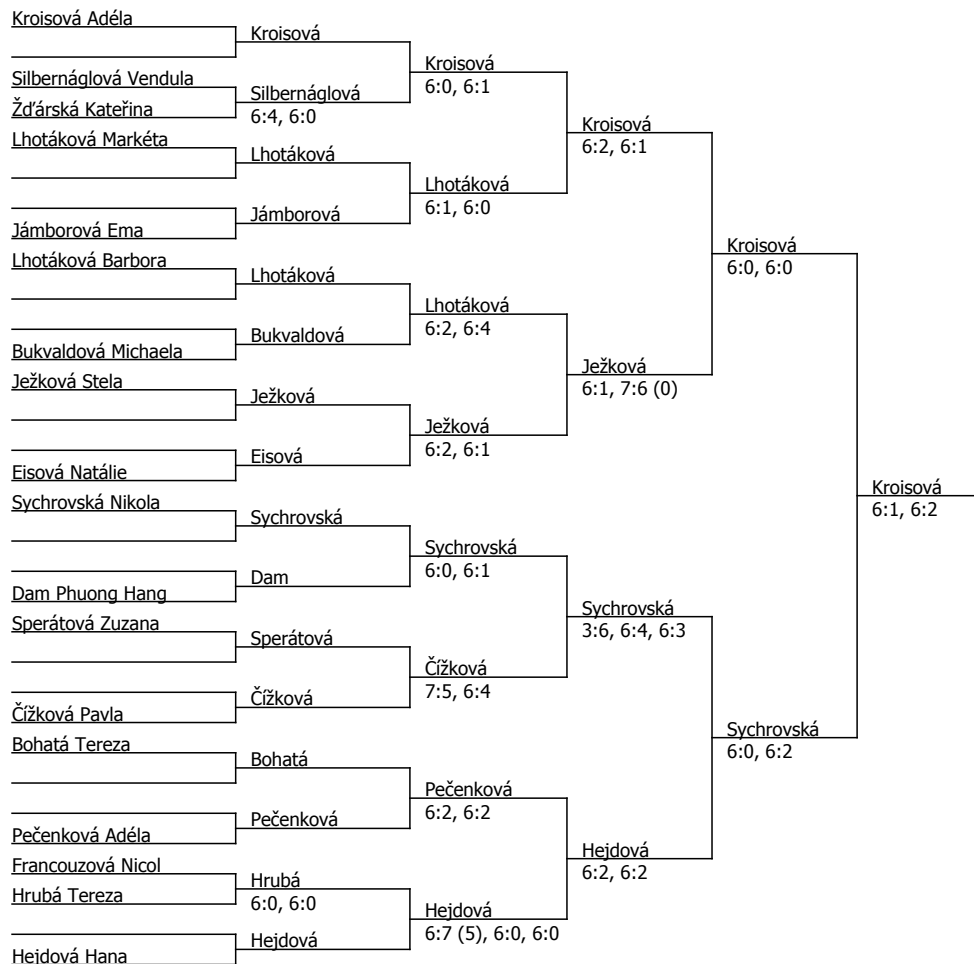 Kroisová Adéla
Kroisová
Kroisová
6:0, 6:1
Silbernáglová Vendula
Silbernáglová
6:4, 6:0
Žďárská Kateřina
Kroisová
6:2, 6:1
Lhotáková Markéta
Lhotáková
Lhotáková
6:1, 6:0
Jámborová
Jámborová Ema
Kroisová
6:0, 6:0
Lhotáková Barbora
Lhotáková
Lhotáková
6:2, 6:4
Bukvaldová
Bukvaldová Michaela
Ježková
6:1, 7:6 (0)
Ježková Stela
Ježková
Ježková
6:2, 6:1
Eisová
Eisová Natálie
Kroisová
6:1, 6:2
Sychrovská Nikola
Sychrovská
Sychrovská
6:0, 6:1
Dam
Dam Phuong Hang
Sychrovská
3:6, 6:4, 6:3
Sperátová Zuzana
Sperátová
Čížková
7:5, 6:4
Čížková
Čížková Pavla
Sychrovská
6:0, 6:2
Bohatá Tereza
Bohatá
Pečenková
6:2, 6:2
Pečenková
Pečenková Adéla
Hejdová
6:2, 6:2
Francouzová Nicol
Hrubá
6:0, 6:0
Hrubá Tereza
Hejdová
6:7 (5), 6:0, 6:0
Hejdová
Hejdová Hana